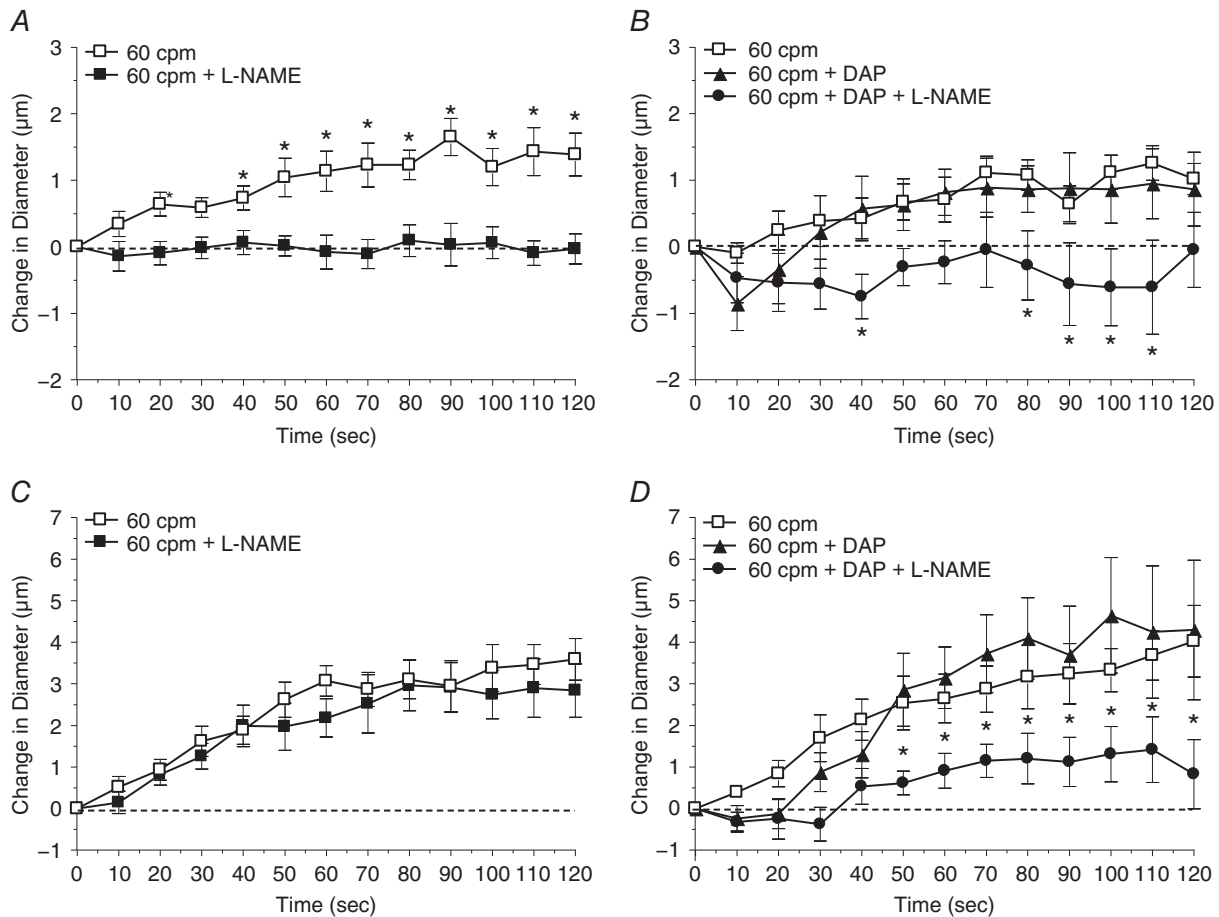 A
60 cpm
60 cpm + L-NAME
Change in Diameter (μm)
3
2
1
0
−1
−2
* * * * * * * * * *
0 10 20 30 40 50 60 70 80 90 100 110 120
Time (sec)
B
60 cpm
60 cpm + DAP
60 cpm + DAP + L-NAME
Change in Diameter (μm)
3
2
1
0
−1
−2
* * * * *
0 10 20 30 40 50 60 70 80 90 100 110 120
Time (sec)
C
60 cpm
60 cpm + L-NAME
Change in Diameter (μm)
7
6
5
4
3
2
1
0
−1
0 10 20 30 40 50 60 70 80 90 100 110 120
Time (sec)
D
60 cpm
60 cpm + DAP
60 cpm + DAP + L-NAME
Change in Diameter (μm)
7
6
5
4
3
2
1
0
−1
* * * * * * * *
0 10 20 30 40 50 60 70 80 90 100 110 120
Time (sec)